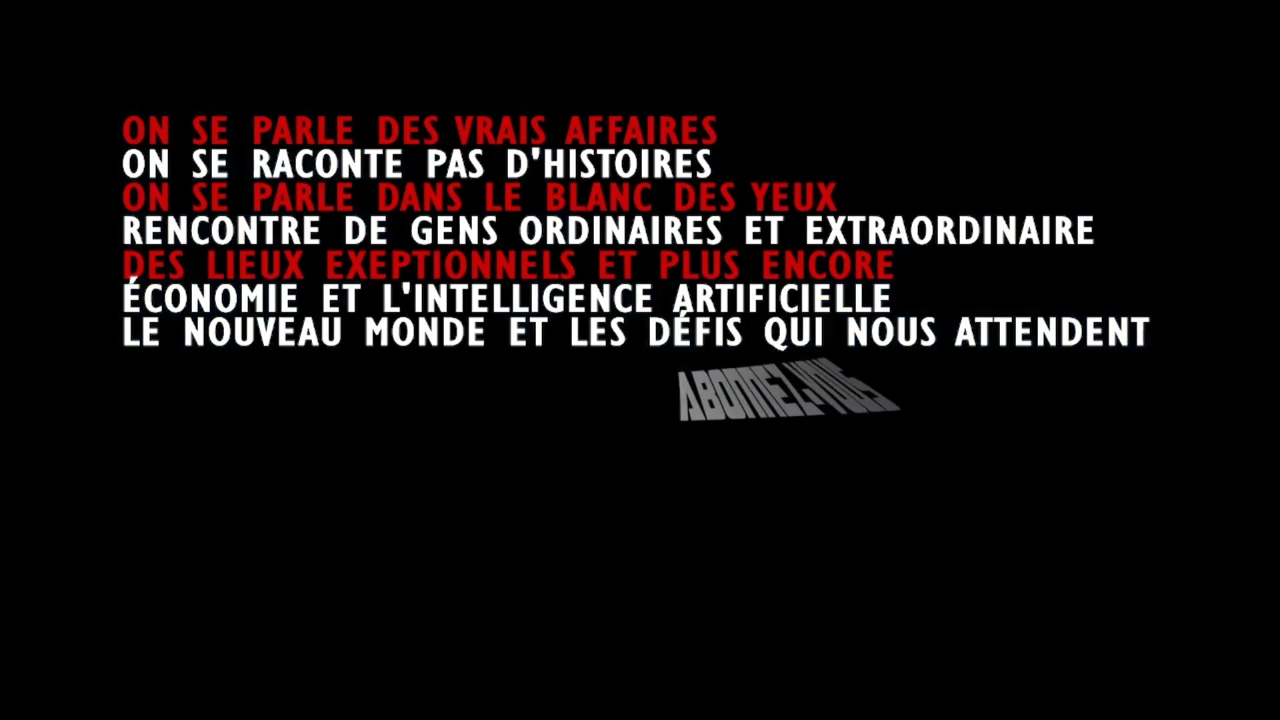 ON SE PARLE DES VRAIS AFFAIRES
ON SE RACONTE PAS D'HISTOIRES
ON SE PARLE DANS LE BLANC DES YEUX
RENCONTRE DE GENS ORDINAIRES ET EXTRAORDINAIRE
DES LIEUX EXEPTIONNELS ET PLUS ENCORE
ÉCONOMIE ET L'INTELLIGENCE ARTIFICIELLE
LE NOUVEAU MONDE ET LES DÉFIS QUI NOUS ATTENDENT
ABONNEZ-VOUS